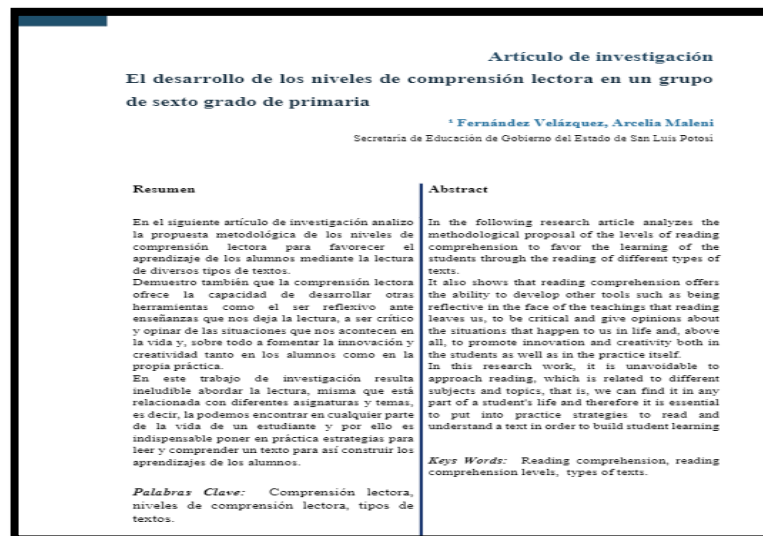 Artículo de investigación
El desarrollo de los niveles de comprensión lectora en un grupo
de sexto grado de primaria
¹ Fernández Velázquez, Arcelia Maleni
Secretaría de Educación de Gobierno del Estado de San Luis Potosí
Resumen
En el siguiente artículo de investigación analizo
la propuesta metodológica de los niveles de
comprensión lectora para favorecer el
aprendizaje de los alumnos mediante la lectura
de diversos tipos de textos.
Demuestro también que la comprensión lectora
ofrece la capacidad de desarrollar otras
herramientas como el ser reflexivo ante
enseñanzas que nos deja la lectura, a ser crítico
y opinar de las situaciones que nos acontecen en
la vida y, sobre todo a fomentar la innovación y
creatividad tanto en los alumnos como en la
propia práctica.
En este trabajo de investigación resulta
ineludible abordar la lectura, misma que está
relacionada con diferentes asignaturas y temas,
es decir, la podemos encontrar en cualquier parte
de la vida de un estudiante y por ello es
indispensable poner en práctica estrategias para
leer y comprender un texto para así construir los
aprendizajes de los alumnos.
Palabras Clave: Comprensión lectora,
niveles de comprensión lectora, tipos de
textos.
Abstract
In the following research article analyzes the
methodological proposal of the levels of reading
comprehension to favor the learning of the
students through the reading of different types of
texts.
It also shows that reading comprehension offers
the ability to develop other tools such as being
reflective in the face of the teachings that reading
leaves us, to be critical and give opinions about
the situations that happen to us in life and, above
all, to promote innovation and creativity both in
the students as well as in the practice itself.
In this research work, it is unavoidable to
approach reading, which is related to different
subjects and topics, that is, we can find it in any
part of a student's life and therefore it is essential
to put into practice strategies to read and
understand a text in order to build student learning
Keys Words: Reading comprehension, reading
comprehension levels, types of texts.